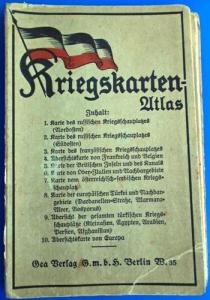 Kriegskarten-
Atlas
Inhalt:
1. Karte des russischen Kriegsschauplatzes
(Nordosten)
2. Karte des russischen Kriegsschauplatzes
(Südosten)
3. Karte des französischen Kriegsschauplatzes
4. Übersichtskarte von Frankreich und Belgien
5. Karte der Britischen Inseln und des Kanals
6. Karte von Ober-Italien und Nachbargebiete
7. Karte vom österreichisch-serbischen Kriegs-
schauplatz
8. Karte der europäischen Türkei und Nachbar-
gebiete (Dardanellen-Straße, Marmara-
Meer, Bosporus)
9. Übersicht der gesamten türkischen Kriegs-
schauplätze (Kleinasien, Ägypten, Arabien,
Persien, Afghanistan)
10. Übersichtskarte von Europa
Gea Verlag G.m.b.H. Berlin W. 35